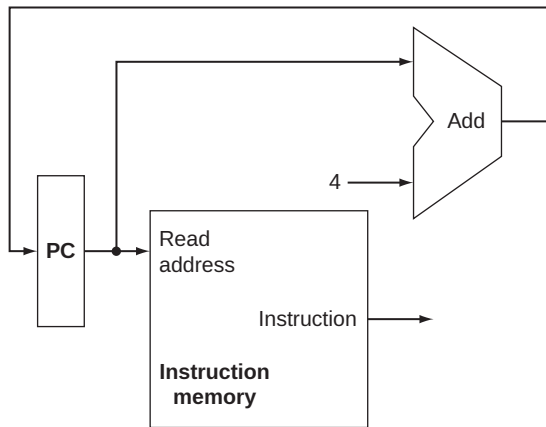 Add
4
PC
Read
address
Instruction
Instruction
memory